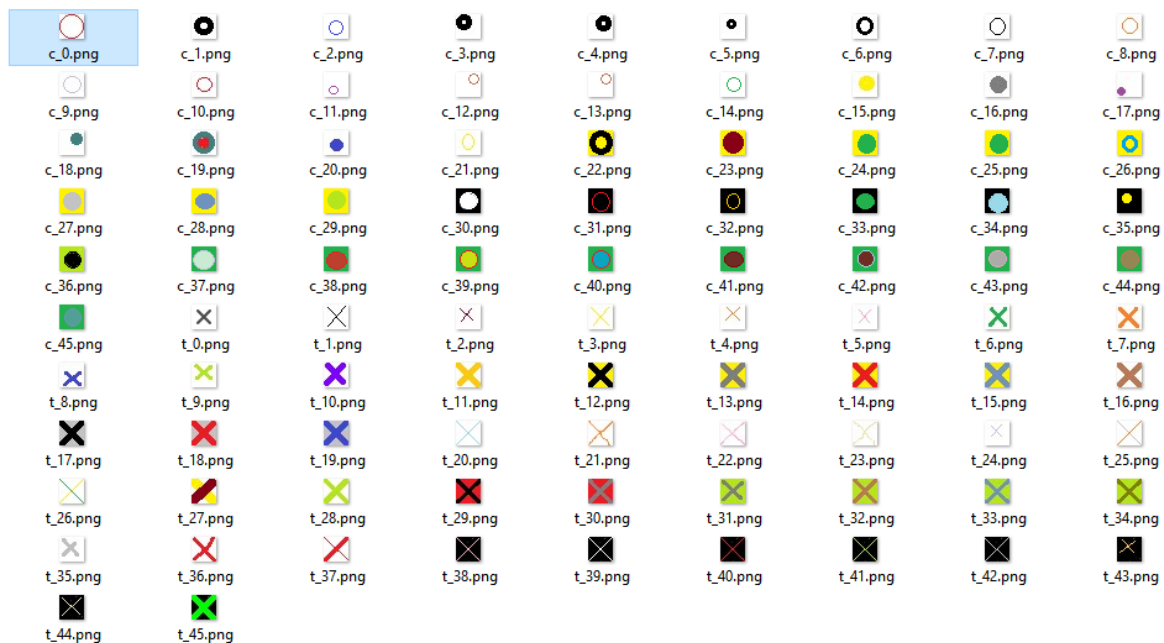 c_0.png c_1.png c_2.png c_3.png c_4.png c_5.png c_6.png c_7.png c_8.png
c_9.png c_10.png c_11.png c_12.png c_13.png c_14.png c_15.png c_16.png c_17.png
c_18.png c_19.png c_20.png c_21.png c_22.png c_23.png c_24.png c_25.png c_26.png
c_27.png c_28.png c_29.png c_30.png c_31.png c_32.png c_33.png c_34.png c_35.png
c_36.png c_37.png c_38.png c_39.png c_40.png c_41.png c_42.png c_43.png c_44.png
c_45.png t_0.png t_1.png t_2.png t_3.png t_4.png t_5.png t_6.png t_7.png
t_8.png t_9.png t_10.png t_11.png t_12.png t_13.png t_14.png t_15.png t_16.png
t_17.png t_18.png t_19.png t_20.png t_21.png t_22.png t_23.png t_24.png t_25.png
t_26.png t_27.png t_28.png t_29.png t_30.png t_31.png t_32.png t_33.png t_34.png
t_35.png t_36.png t_37.png t_38.png t_39.png t_40.png t_41.png t_42.png t_43.png
t_44.png t_45.png